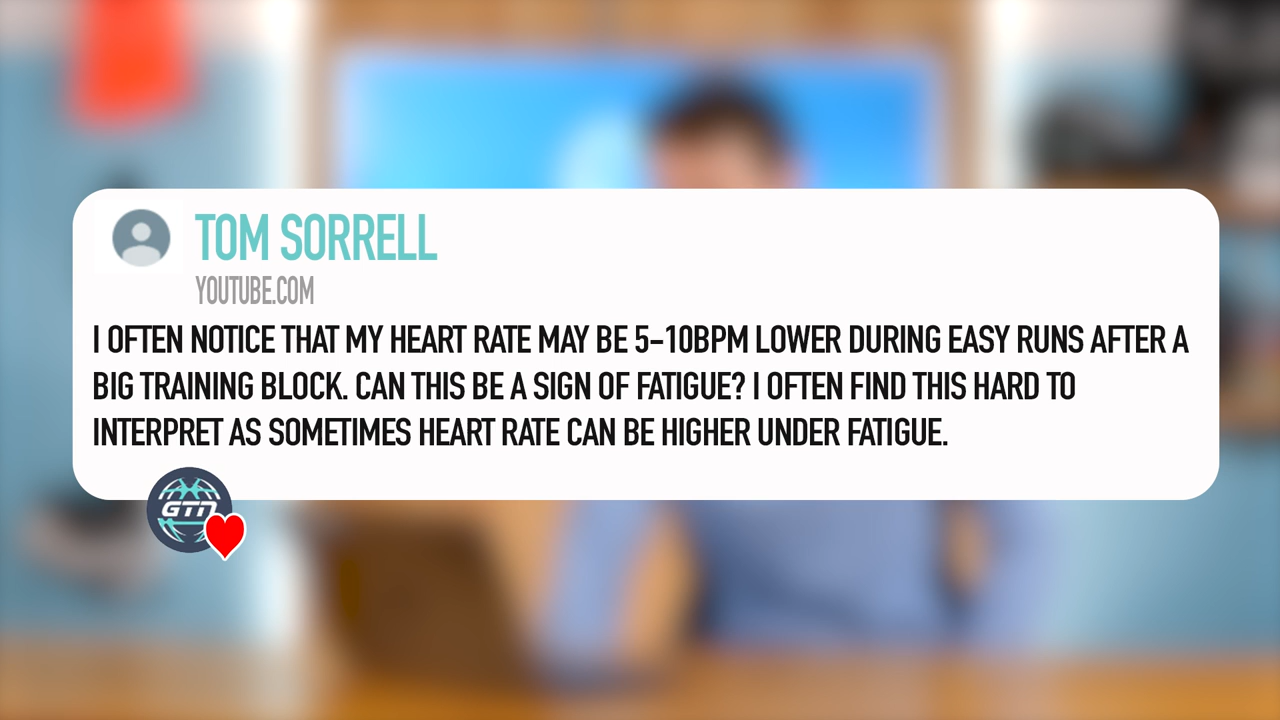 TOM SORRELL
YOUTUBE.COM
I OFTEN NOTICE THAT MY HEART RATE MAY BE 5-10BPM LOWER DURING EASY RUNS AFTER A
BIG TRAINING BLOCK. CAN THIS BE A SIGN OF FATIGUE? I OFTEN FIND THIS HARD TO
INTERPRET AS SOMETIMES HEART RATE CAN BE HIGHER UNDER FATIGUE.
GTN